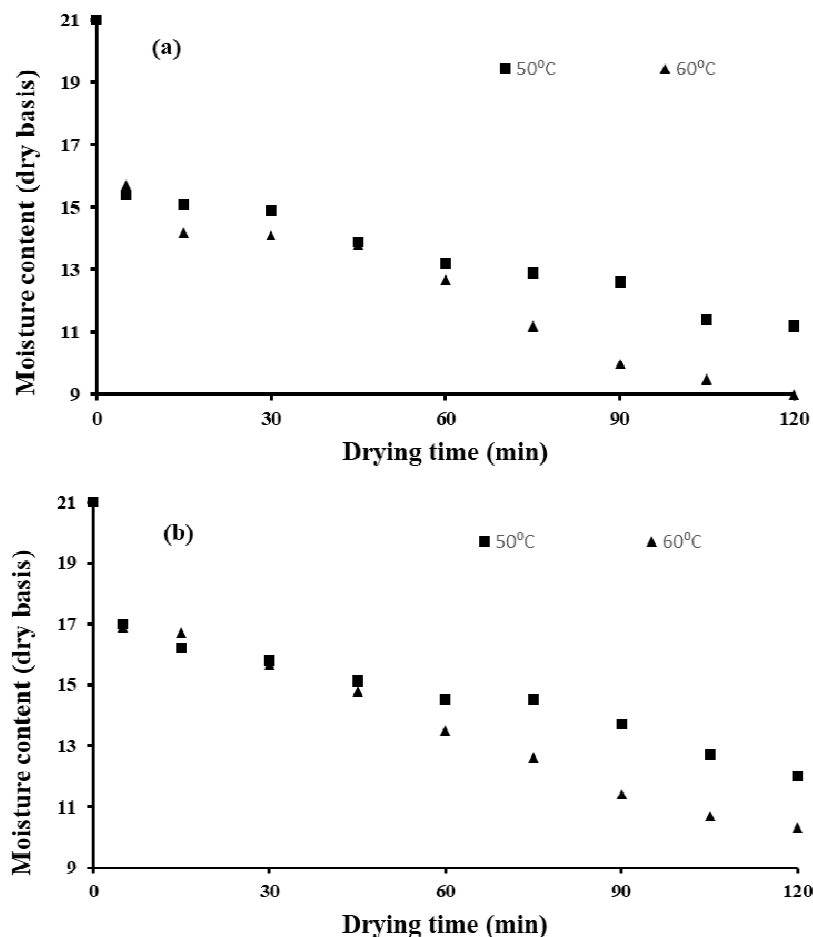 21
(a)
50⁰C
60⁰C
19
17
15
13
11
9
Moisture content (dry basis)
0
30
60
90
120
Drying time (min)
21
(b)
50⁰C
60⁰C
19
17
15
13
11
9
Moisture content (dry basis)
0
30
60
90
120
Drying time (min)